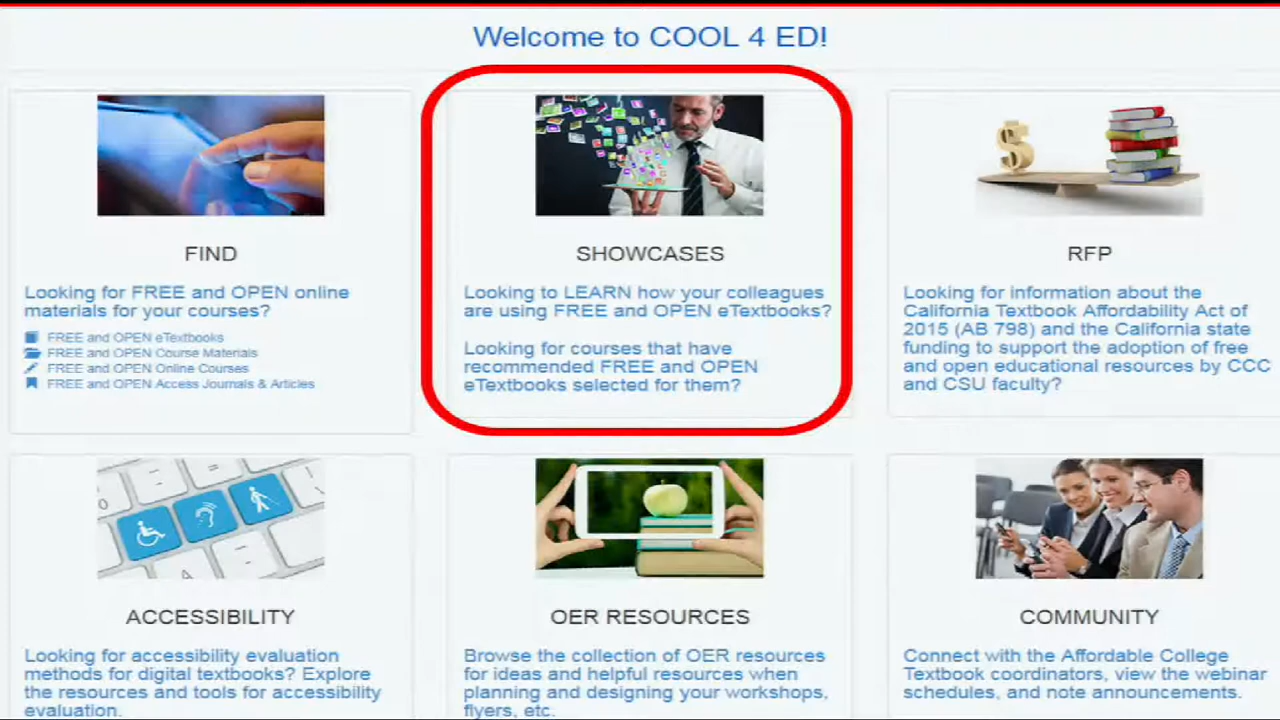 Welcome to COOL 4 ED!
FIND
Looking for FREE and OPEN online
materials for your courses?
FREE and OPEN eTextbooks
FREE and OPEN Course Materials
FREE and OPEN Online Courses
FREE and OPEN Access Journals & Articles
SHOWCASES
Looking to LEARN how your colleagues
are using FREE and OPEN eTextbooks?
Looking for courses that have
recommended FREE and OPEN
eTextbooks selected for them?
RFP
Looking for information about the
California Textbook Affordability Act of
2015 (AB 798) and the California state
funding to support the adoption of free
and open educational resources by CCC
and CSU faculty?
ACCESSIBILITY
Looking for accessibility evaluation
methods for digital textbooks? Explore
the resources and tools for accessibility
evaluation.
OER RESOURCES
Browse the collection of OER resources
for ideas and helpful resources when
planning and designing your workshops,
flyers, etc.
COMMUNITY
Connect with the Affordable College
Textbook coordinators, view the webinar
schedules, and note announcements.